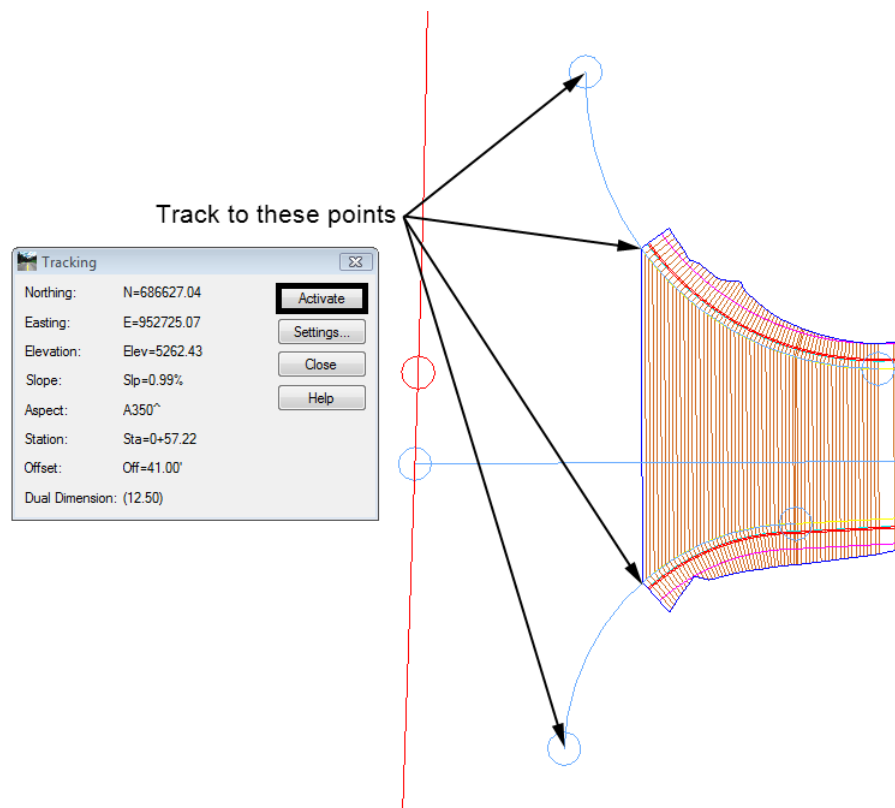 Track to these points
Tracking
Northing: N=686627.04 Activate
Easting: E=952725.07 Settings...
Elevation: Elev=5262.43 Close
Slope: Slp=0.99% Help
Aspect: A350^
Station: Sta=0+57.22
Offset: Off=41.00'
Dual Dimension: (12.50)